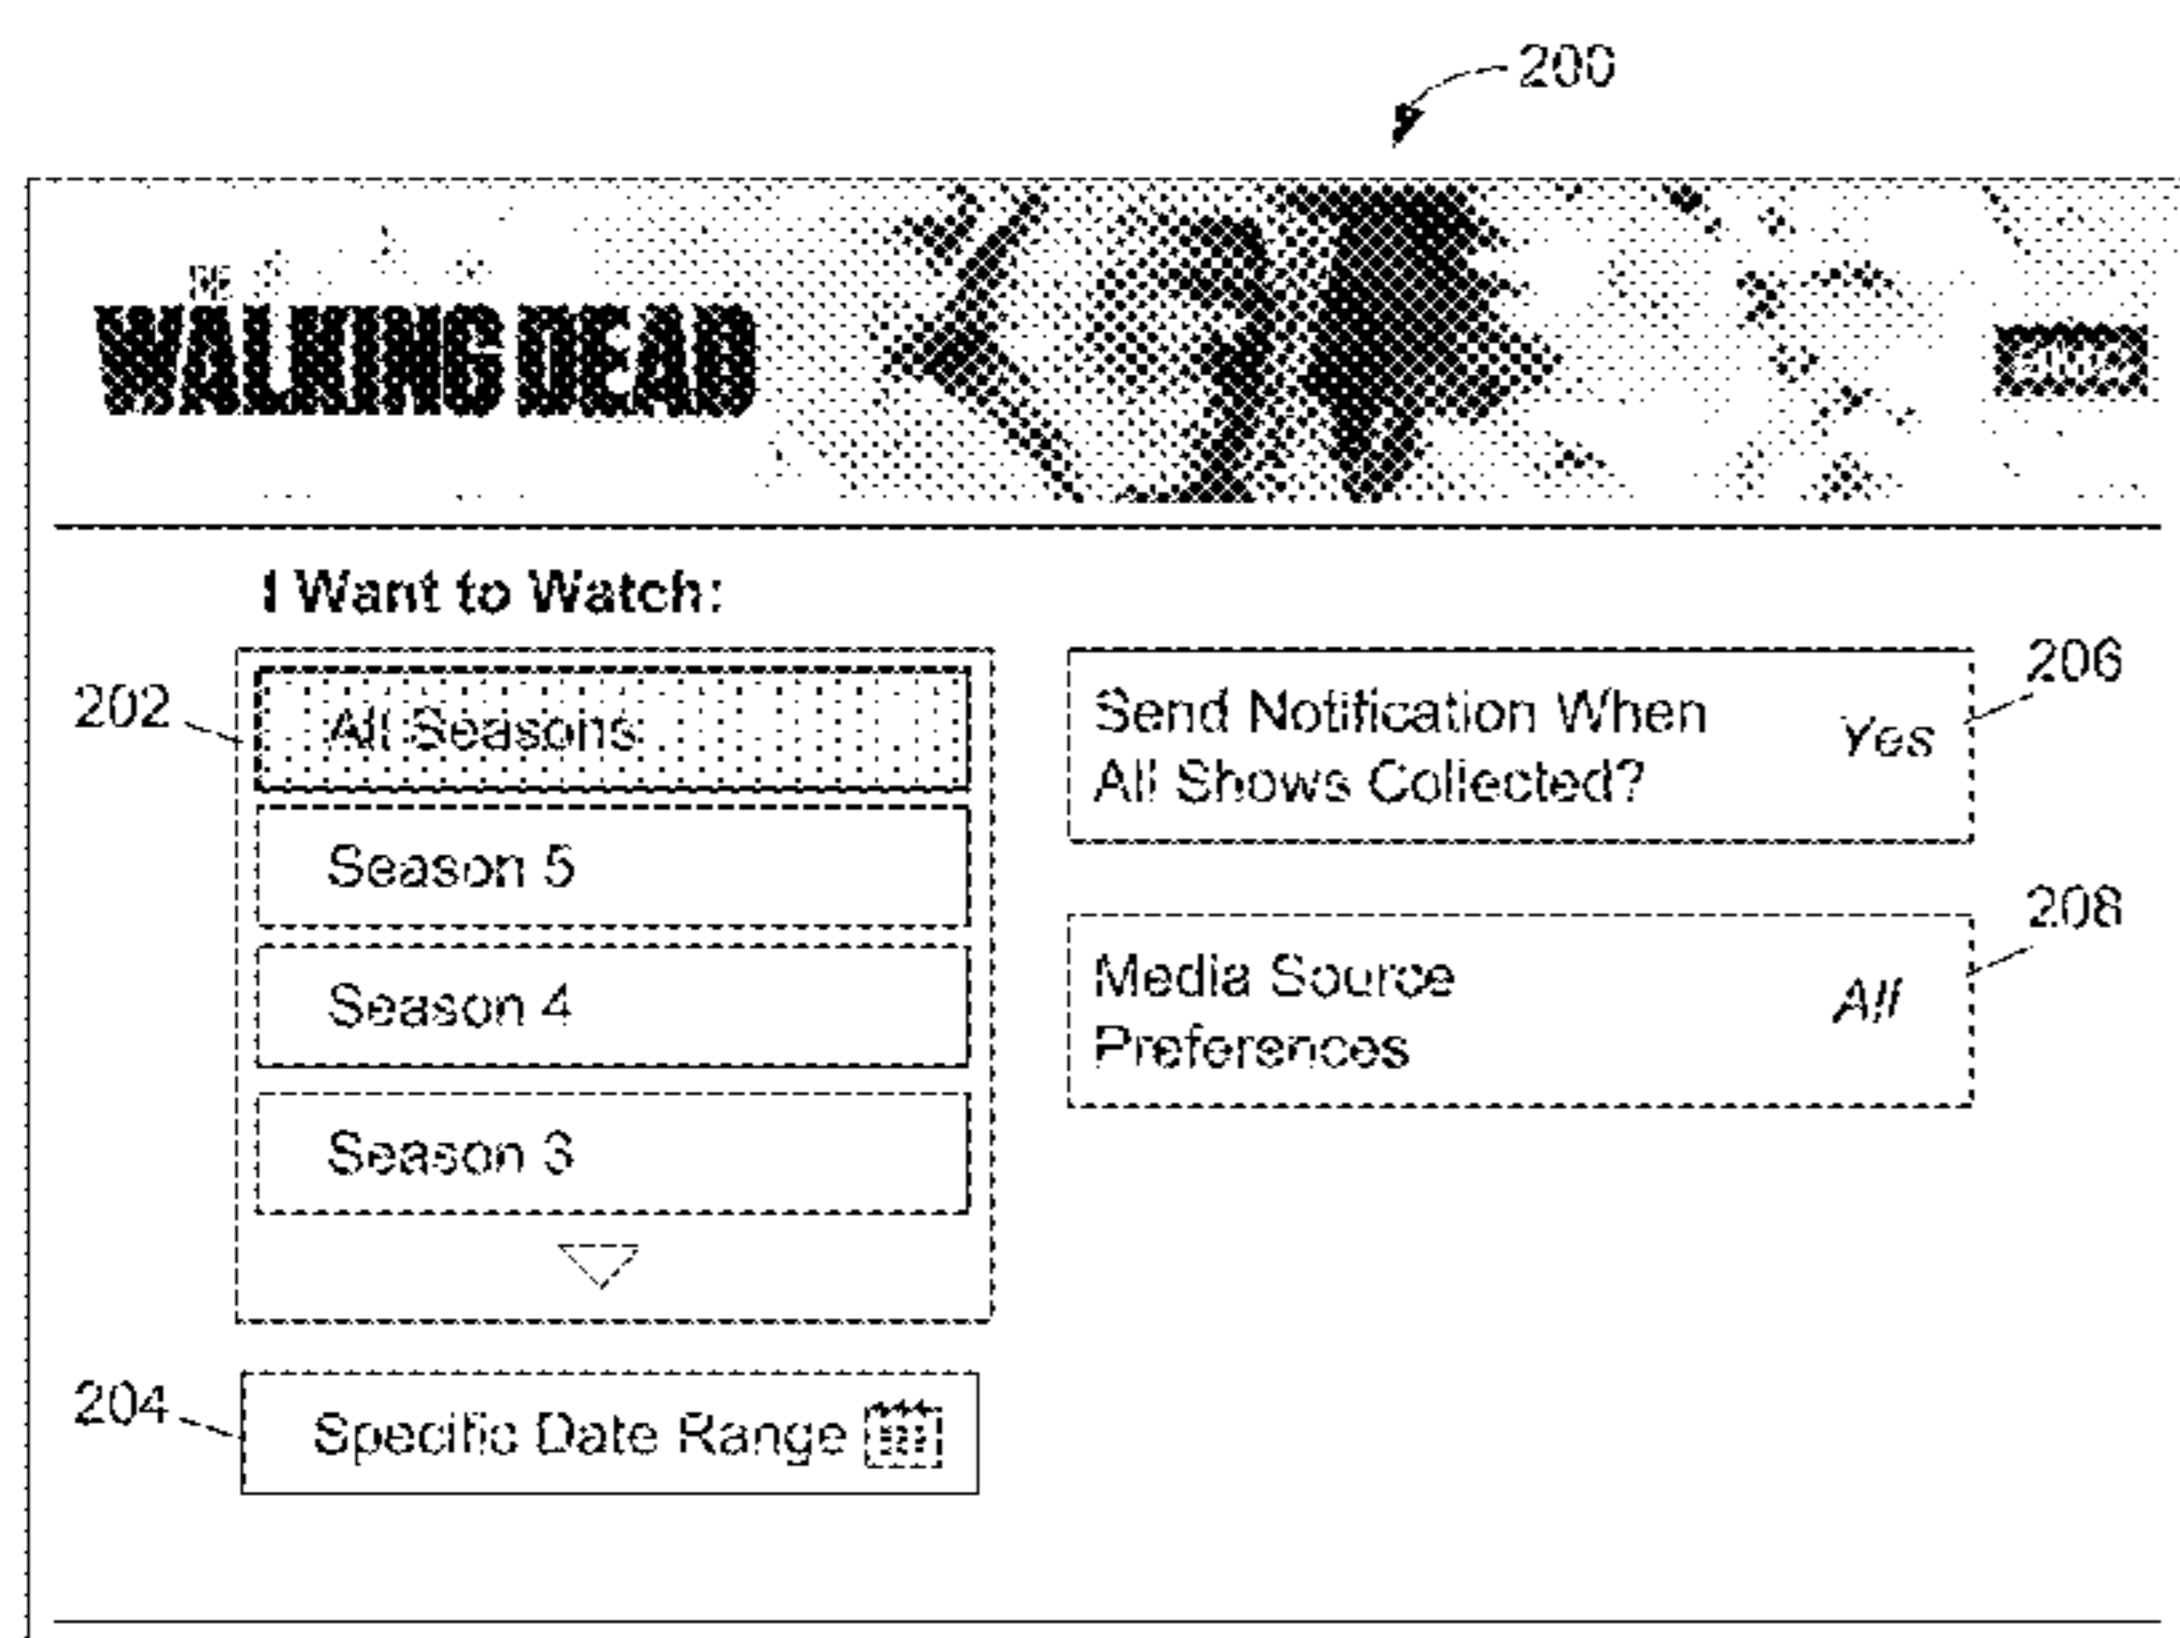 200
THE
WALKING DEAD
amc
I Want to Watch:
202
All Seasons
Season 5
Season 4
Season 3
204
Specific Date Range
Send Notification When
All Shows Collected?
Yes
206
Media Source
Preferences
All
208